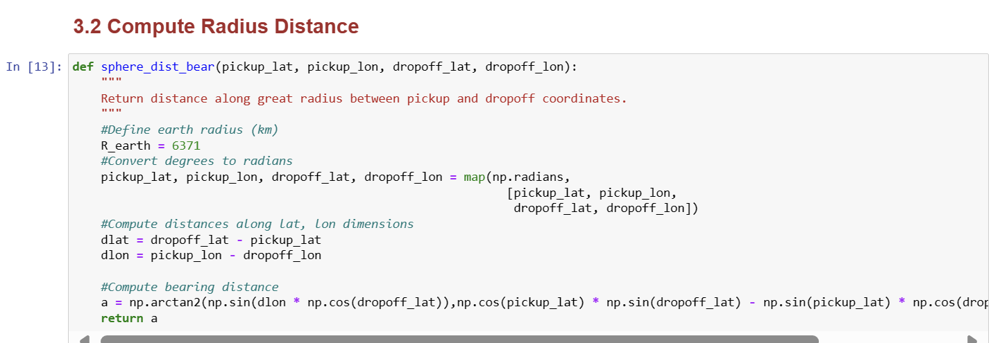 3.2 Compute Radius Distance
In [13]: def sphere_dist_bear(pickup_lat, pickup_lon, dropoff_lat, dropoff_lon):
"""
Return distance along great radius between pickup and dropoff coordinates.
"""
#Define earth radius (km)
R_earth = 6371
#Convert degrees to radians
pickup_lat, pickup_lon, dropoff_lat, dropoff_lon = map(np.radians,
[pickup_lat, pickup_lon,
dropoff_lat, dropoff_lon])
#Compute distances along lat, lon dimensions
dlat = dropoff_lat - pickup_lat
dlon = pickup_lon - dropoff_lon
#Compute bearing distance
a = np.arctan2(np.sin(dlon * np.cos(dropoff_lat)),np.cos(pickup_lat) * np.sin(dropoff_lat) - np.sin(pickup_lat) * np.cos(drop
return a